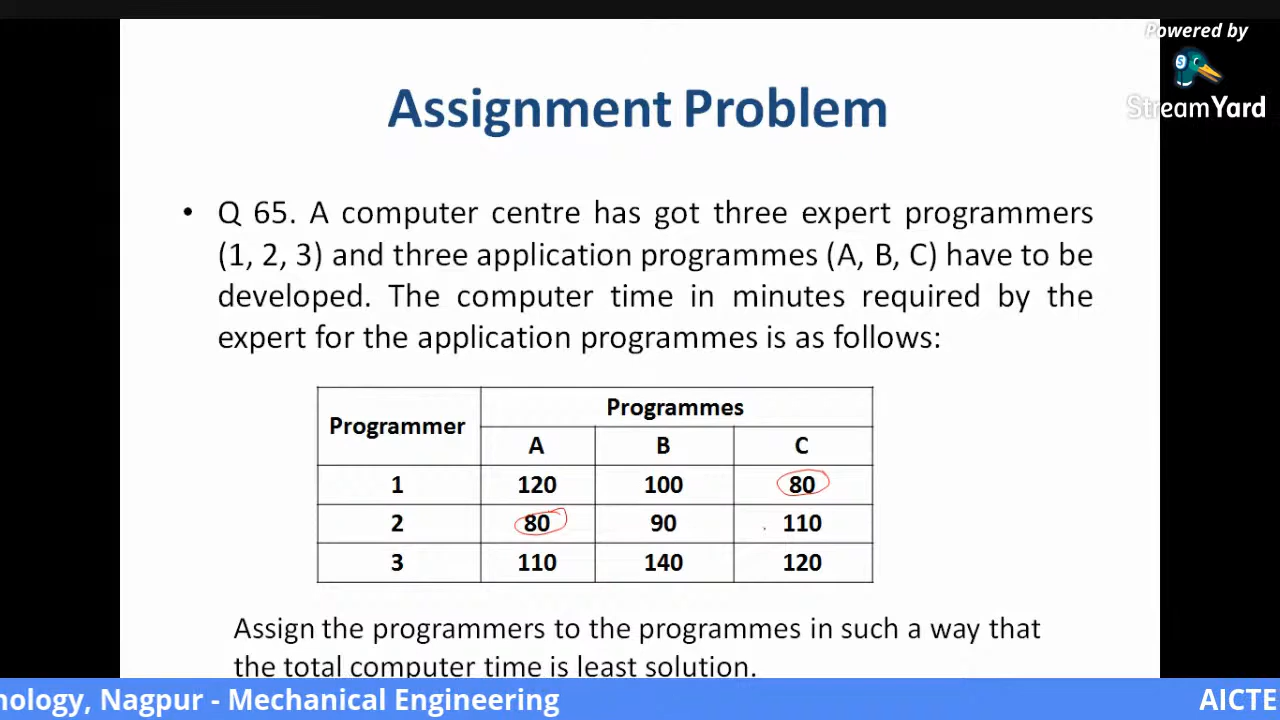 Powered by
StreamYard
Assignment Problem
• Q 65. A computer centre has got three expert programmers
(1, 2, 3) and three application programmes (A, B, C) have to be
developed. The computer time in minutes required by the
expert for the application programmes is as follows:
Programmer Programmes
A B C
1 120 100 80
2 80 90 110
3 110 140 120
Assign the programmers to the programmes in such a way that
the total computer time is least solution.
nology, Nagpur - Mechanical Engineering AICTE